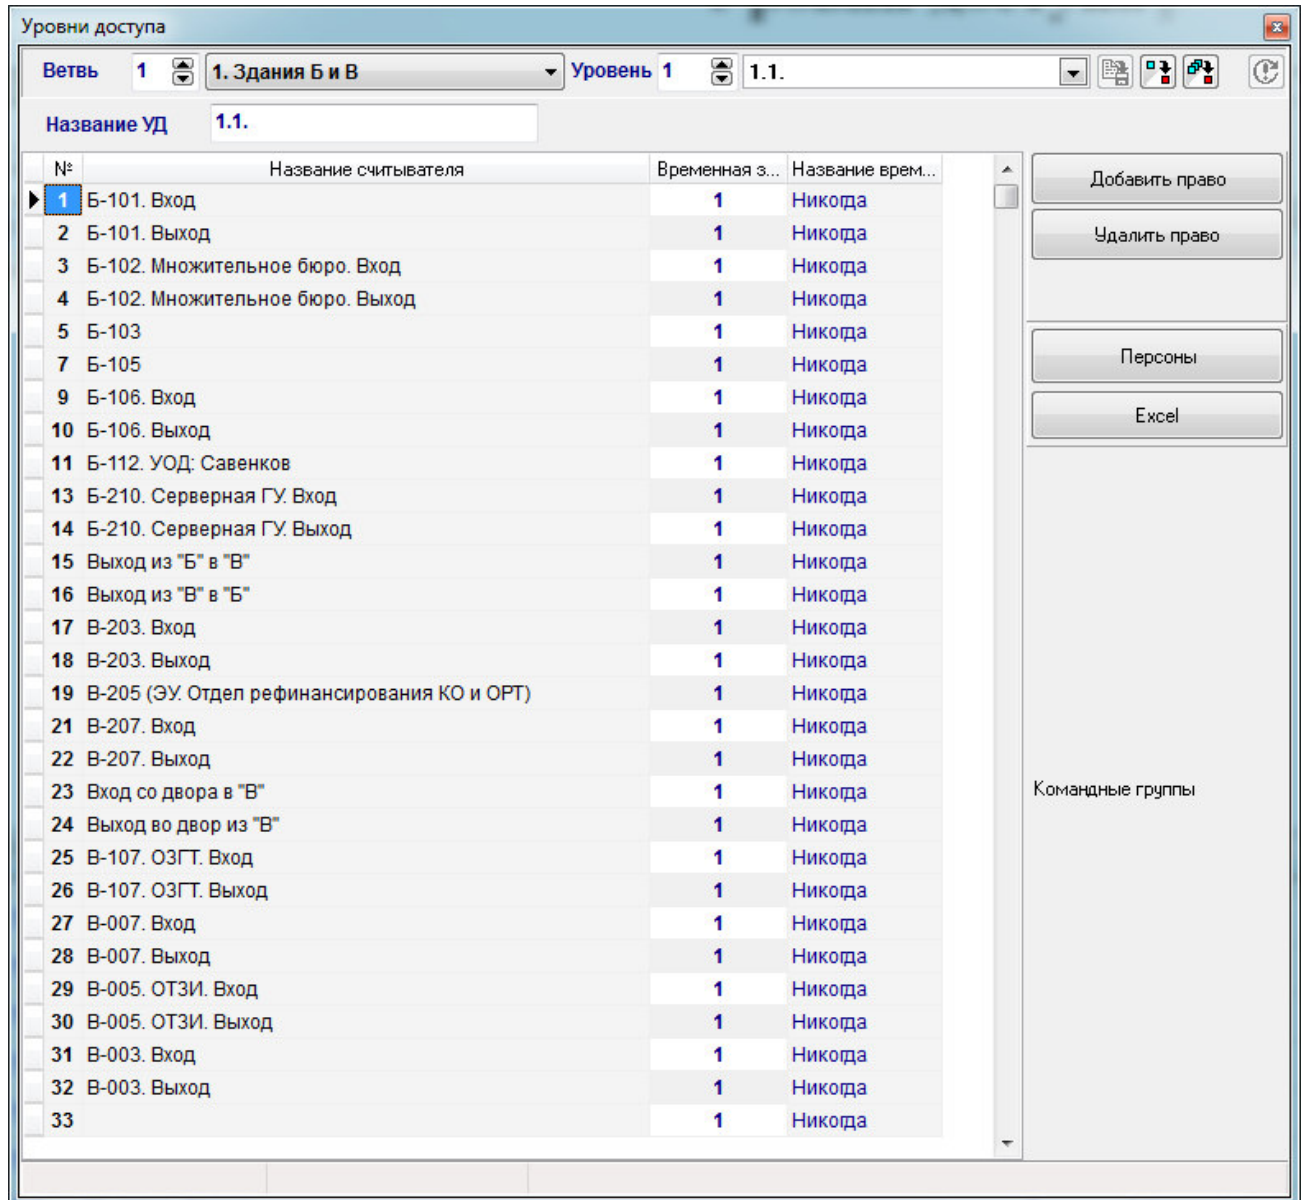 Уровни доступа
Ветвь 1 1. Здания Б и В Уровень 1 1.1.
Название УД 1.1.
№ Название считывателя Временная з... Название врем...
1 Б-101. Вход 1 Никогда
2 Б-101. Выход 1 Никогда
3 Б-102. Множительное бюро. Вход 1 Никогда
4 Б-102. Множительное бюро. Выход 1 Никогда
5 Б-103 1 Никогда
7 Б-105 1 Никогда
9 Б-106. Вход 1 Никогда
10 Б-106. Выход 1 Никогда
11 Б-112. УОД: Савенков 1 Никогда
13 Б-210. Серверная ГУ. Вход 1 Никогда
14 Б-210. Серверная ГУ. Выход 1 Никогда
15 Выход из "Б" в "В" 1 Никогда
16 Выход из "В" в "Б" 1 Никогда
17 В-203. Вход 1 Никогда
18 В-203. Выход 1 Никогда
19 В-205 (ЭУ. Отдел рефинансирования КО и ОРТ) 1 Никогда
21 В-207. Вход 1 Никогда
22 В-207. Выход 1 Никогда
23 Вход со двора в "В" 1 Никогда
24 Выход во двор из "В" 1 Никогда
25 В-107. ОЗГТ. Вход 1 Никогда
26 В-107. ОЗГТ. Выход 1 Никогда
27 В-007. Вход 1 Никогда
28 В-007. Выход 1 Никогда
29 В-005. ОТЗИ. Вход 1 Никогда
30 В-005. ОТЗИ. Выход 1 Никогда
31 В-003. Вход 1 Никогда
32 В-003. Выход 1 Никогда
33 1 Никогда
Добавить право
Удалить право
Персоны
Excel
Командные группы